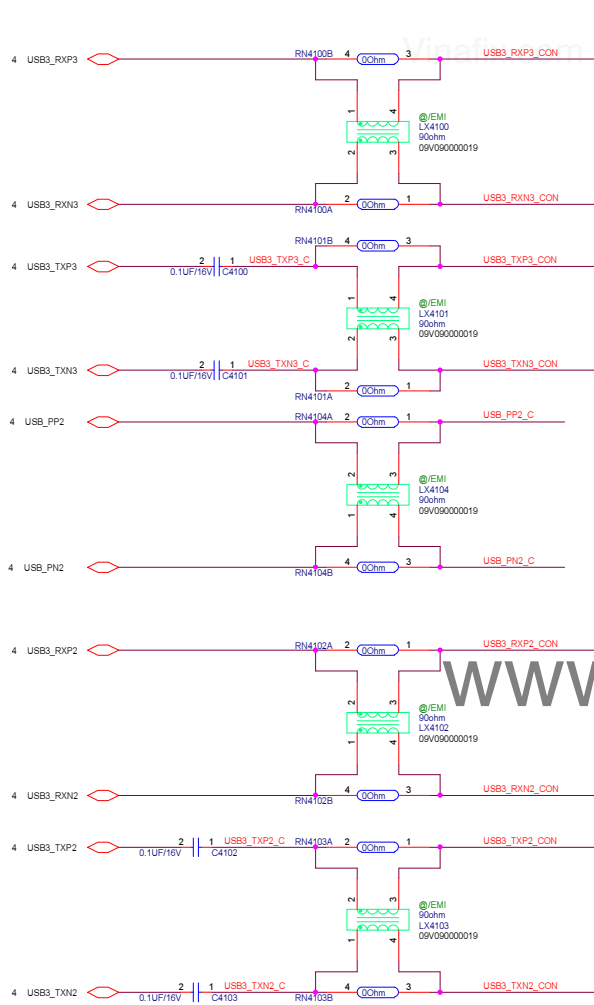 Vinafix.com
4 USB3_RXP3 RN4100B 4 0Ohm 3 USB3_RXP3_CON
1 4
@/EMI
LX4100
90ohm
09V090000019
2 3
4 USB3_RXN3 RN4100A 2 0Ohm 1 USB3_RXN3_CON
RN4101B 4 0Ohm 3
4 USB3_TXP3 2 1 USB3_TXP3_C USB3_TXP3_CON
0.1UF/16V C4100
1 4
@/EMI
LX4101
90ohm
09V090000019
2 3
4 USB3_TXN3 2 1 USB3_TXN3_C USB3_TXN3_CON
0.1UF/16V C4101
RN4101A 2 0Ohm 1
4 USB_PP2 RN4104A 2 0Ohm 1 USB_PP2_C
2 3
@/EMI
LX4104
90ohm
09V090000019
1 4
4 USB_PN2 RN4104B 4 0Ohm 3 USB_PN2_C
4 USB3_RXP2 RN4102A 2 0Ohm 1 USB3_RXP2_CON
www
2 3
@/EMI
90ohm
LX4102
09V090000019
1 4
4 USB3_RXN2 RN4102B 4 0Ohm 3 USB3_RXN2_CON
4 USB3_TXP2 2 1 USB3_TXP2_C RN4103A 2 0Ohm 1 USB3_TXP2_CON
0.1UF/16V C4102
2 3
@/EMI
90ohm
LX4103
09V090000019
1 4
4 USB3_TXN2 2 1 USB3_TXN2_C 4 0Ohm 3 USB3_TXN2_CON
0.1UF/16V C4103 RN4103B